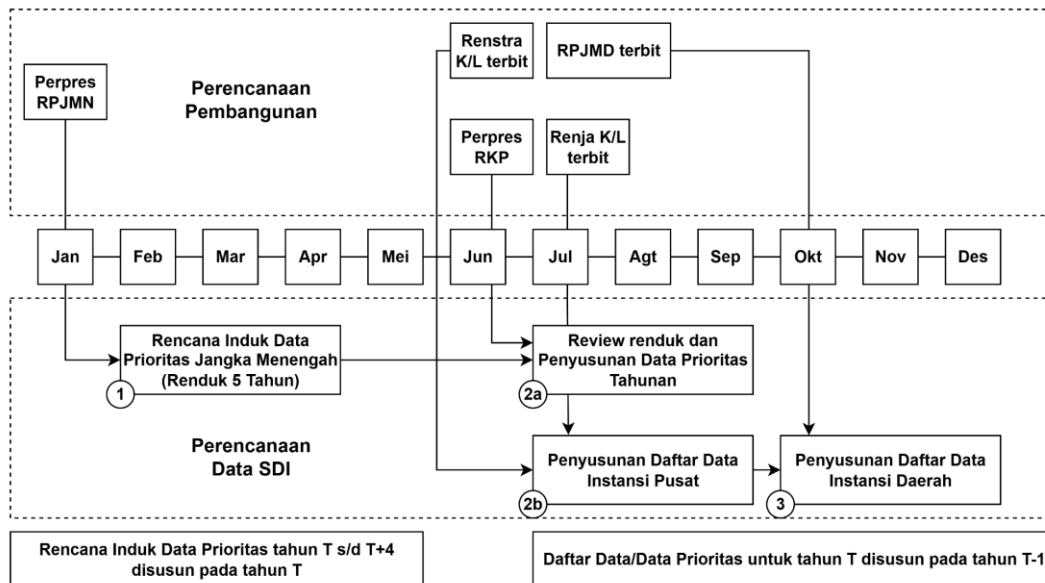 Perpres
RPJMN
Perencanaan
Pembangunan
Renstra
K/L terbit
RPJMD terbit
Perpres
RKP
Renja K/L
terbit
Jan
Feb
Mar
Apr
Mei
Jun
Jul
Agt
Sep
Okt
Nov
Des
Rencana Induk Data
Prioritas Jangka Menengah
(Renduk 5 Tahun)
1
Review renduk dan
Penyusunan Data Prioritas
Tahunan
2a
Perencanaan
Data SDI
Penyusunan Daftar Data
Instansi Pusat
2b
Penyusunan Daftar Data
Instansi Daerah
3
Rencana Induk Data Prioritas tahun T s/d T+4
disusun pada tahun T
Daftar Data/Data Prioritas untuk tahun T disusun pada tahun T-1